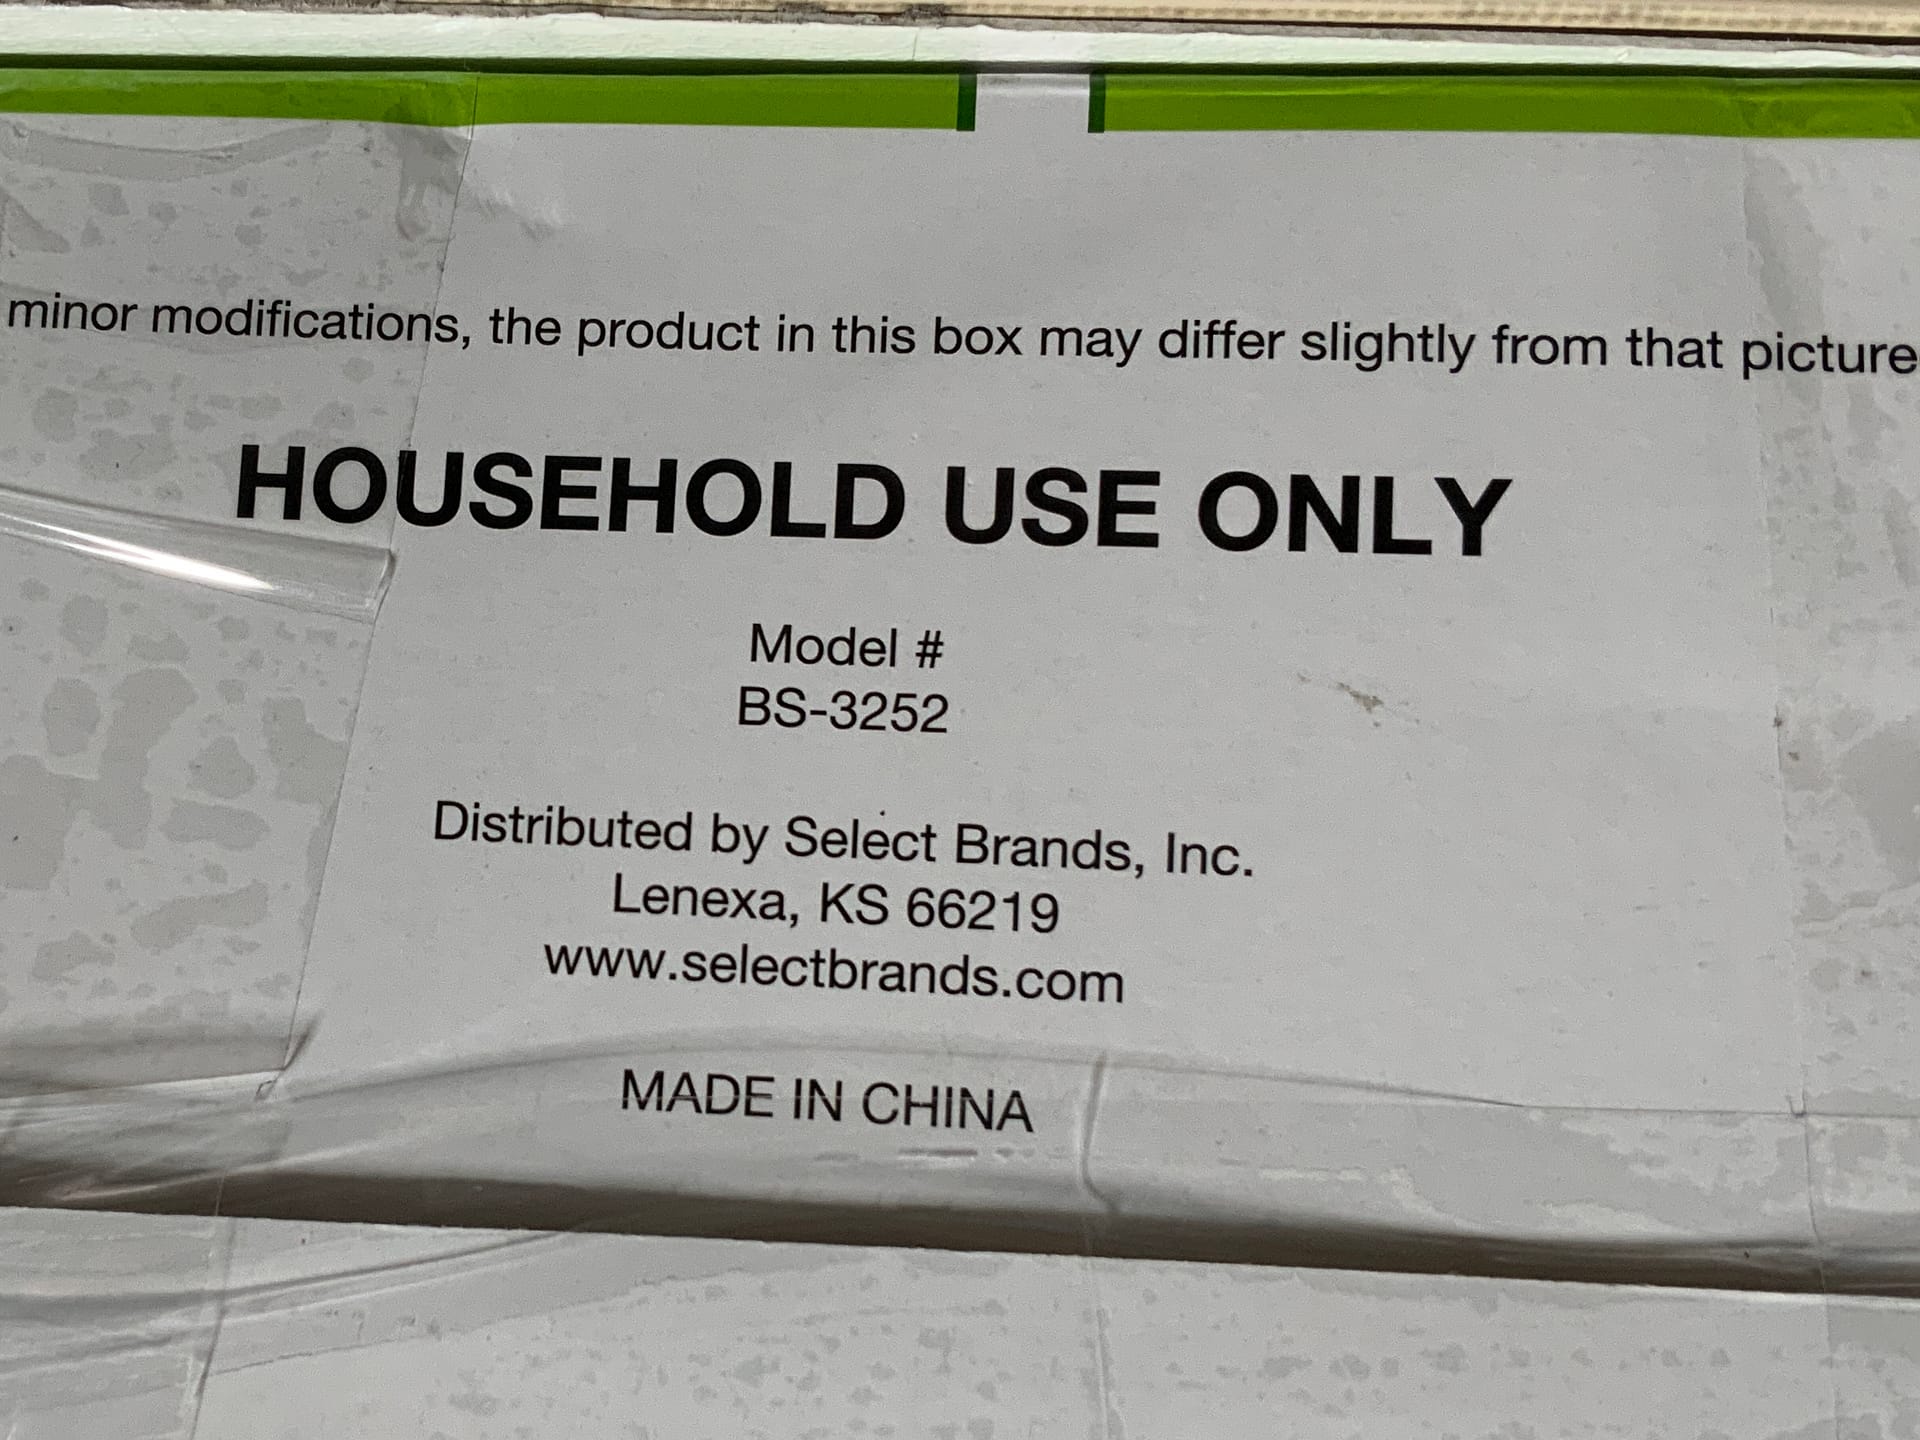 minor modifications, the product in this box may differ slightly from that picture
HOUSEHOLD USE ONLY
Model #
BS-3252
Distributed by Select Brands, Inc.
Lenexa, KS 66219
www.selectbrands.com
MADE IN CHINA